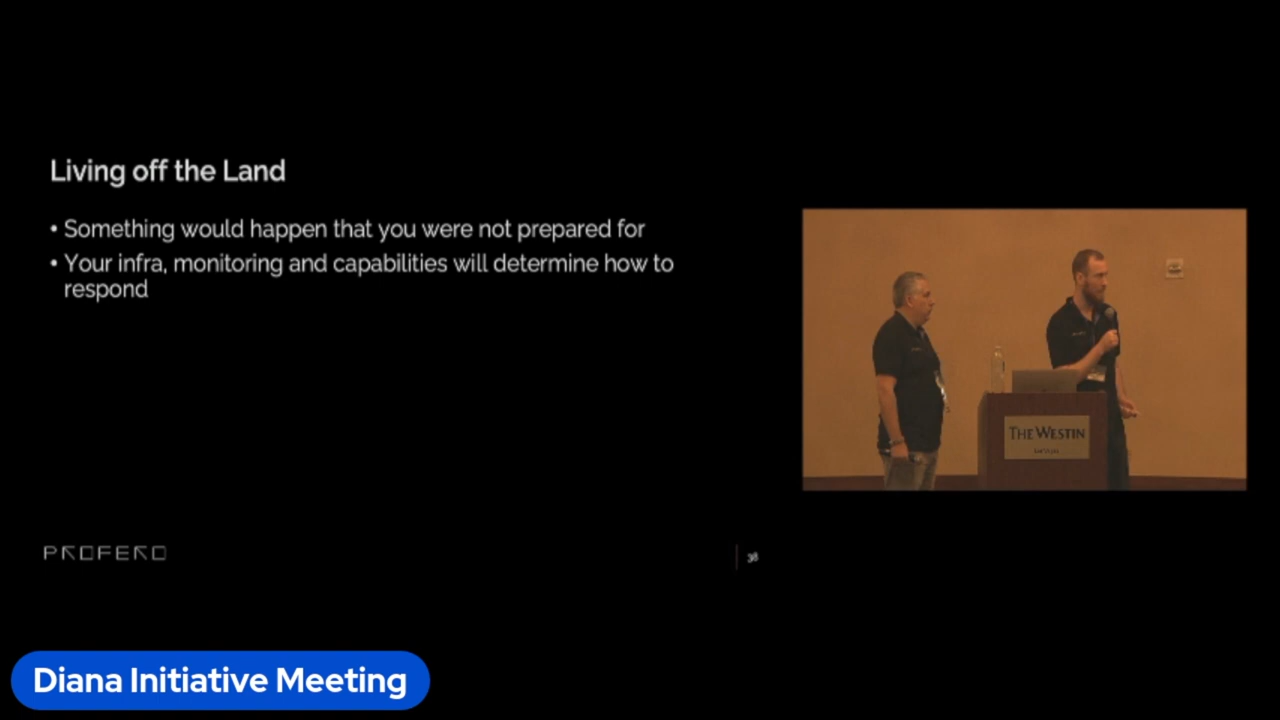 Living off the Land
• Something would happen that you were not prepared for
• Your infra, monitoring and capabilities will determine how to
respond
THE WESTIN
PROFERO
38
Diana Initiative Meeting